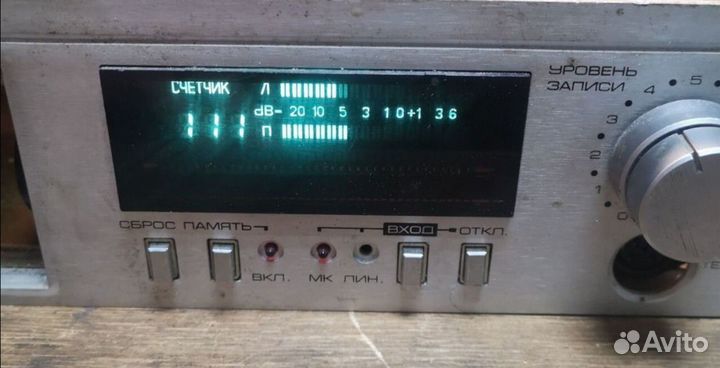 СЧЕТЧИК Л
дВ- 20 10 5 3 1 0+1 3 6
111 П
УРОВЕНЬ
ЗАПИСИ
5
4
3
2
1
0
СБРОС ПАМЯТЬ ВХОД ОТКЛ.
ВКЛ. МК ЛИН.
Avito